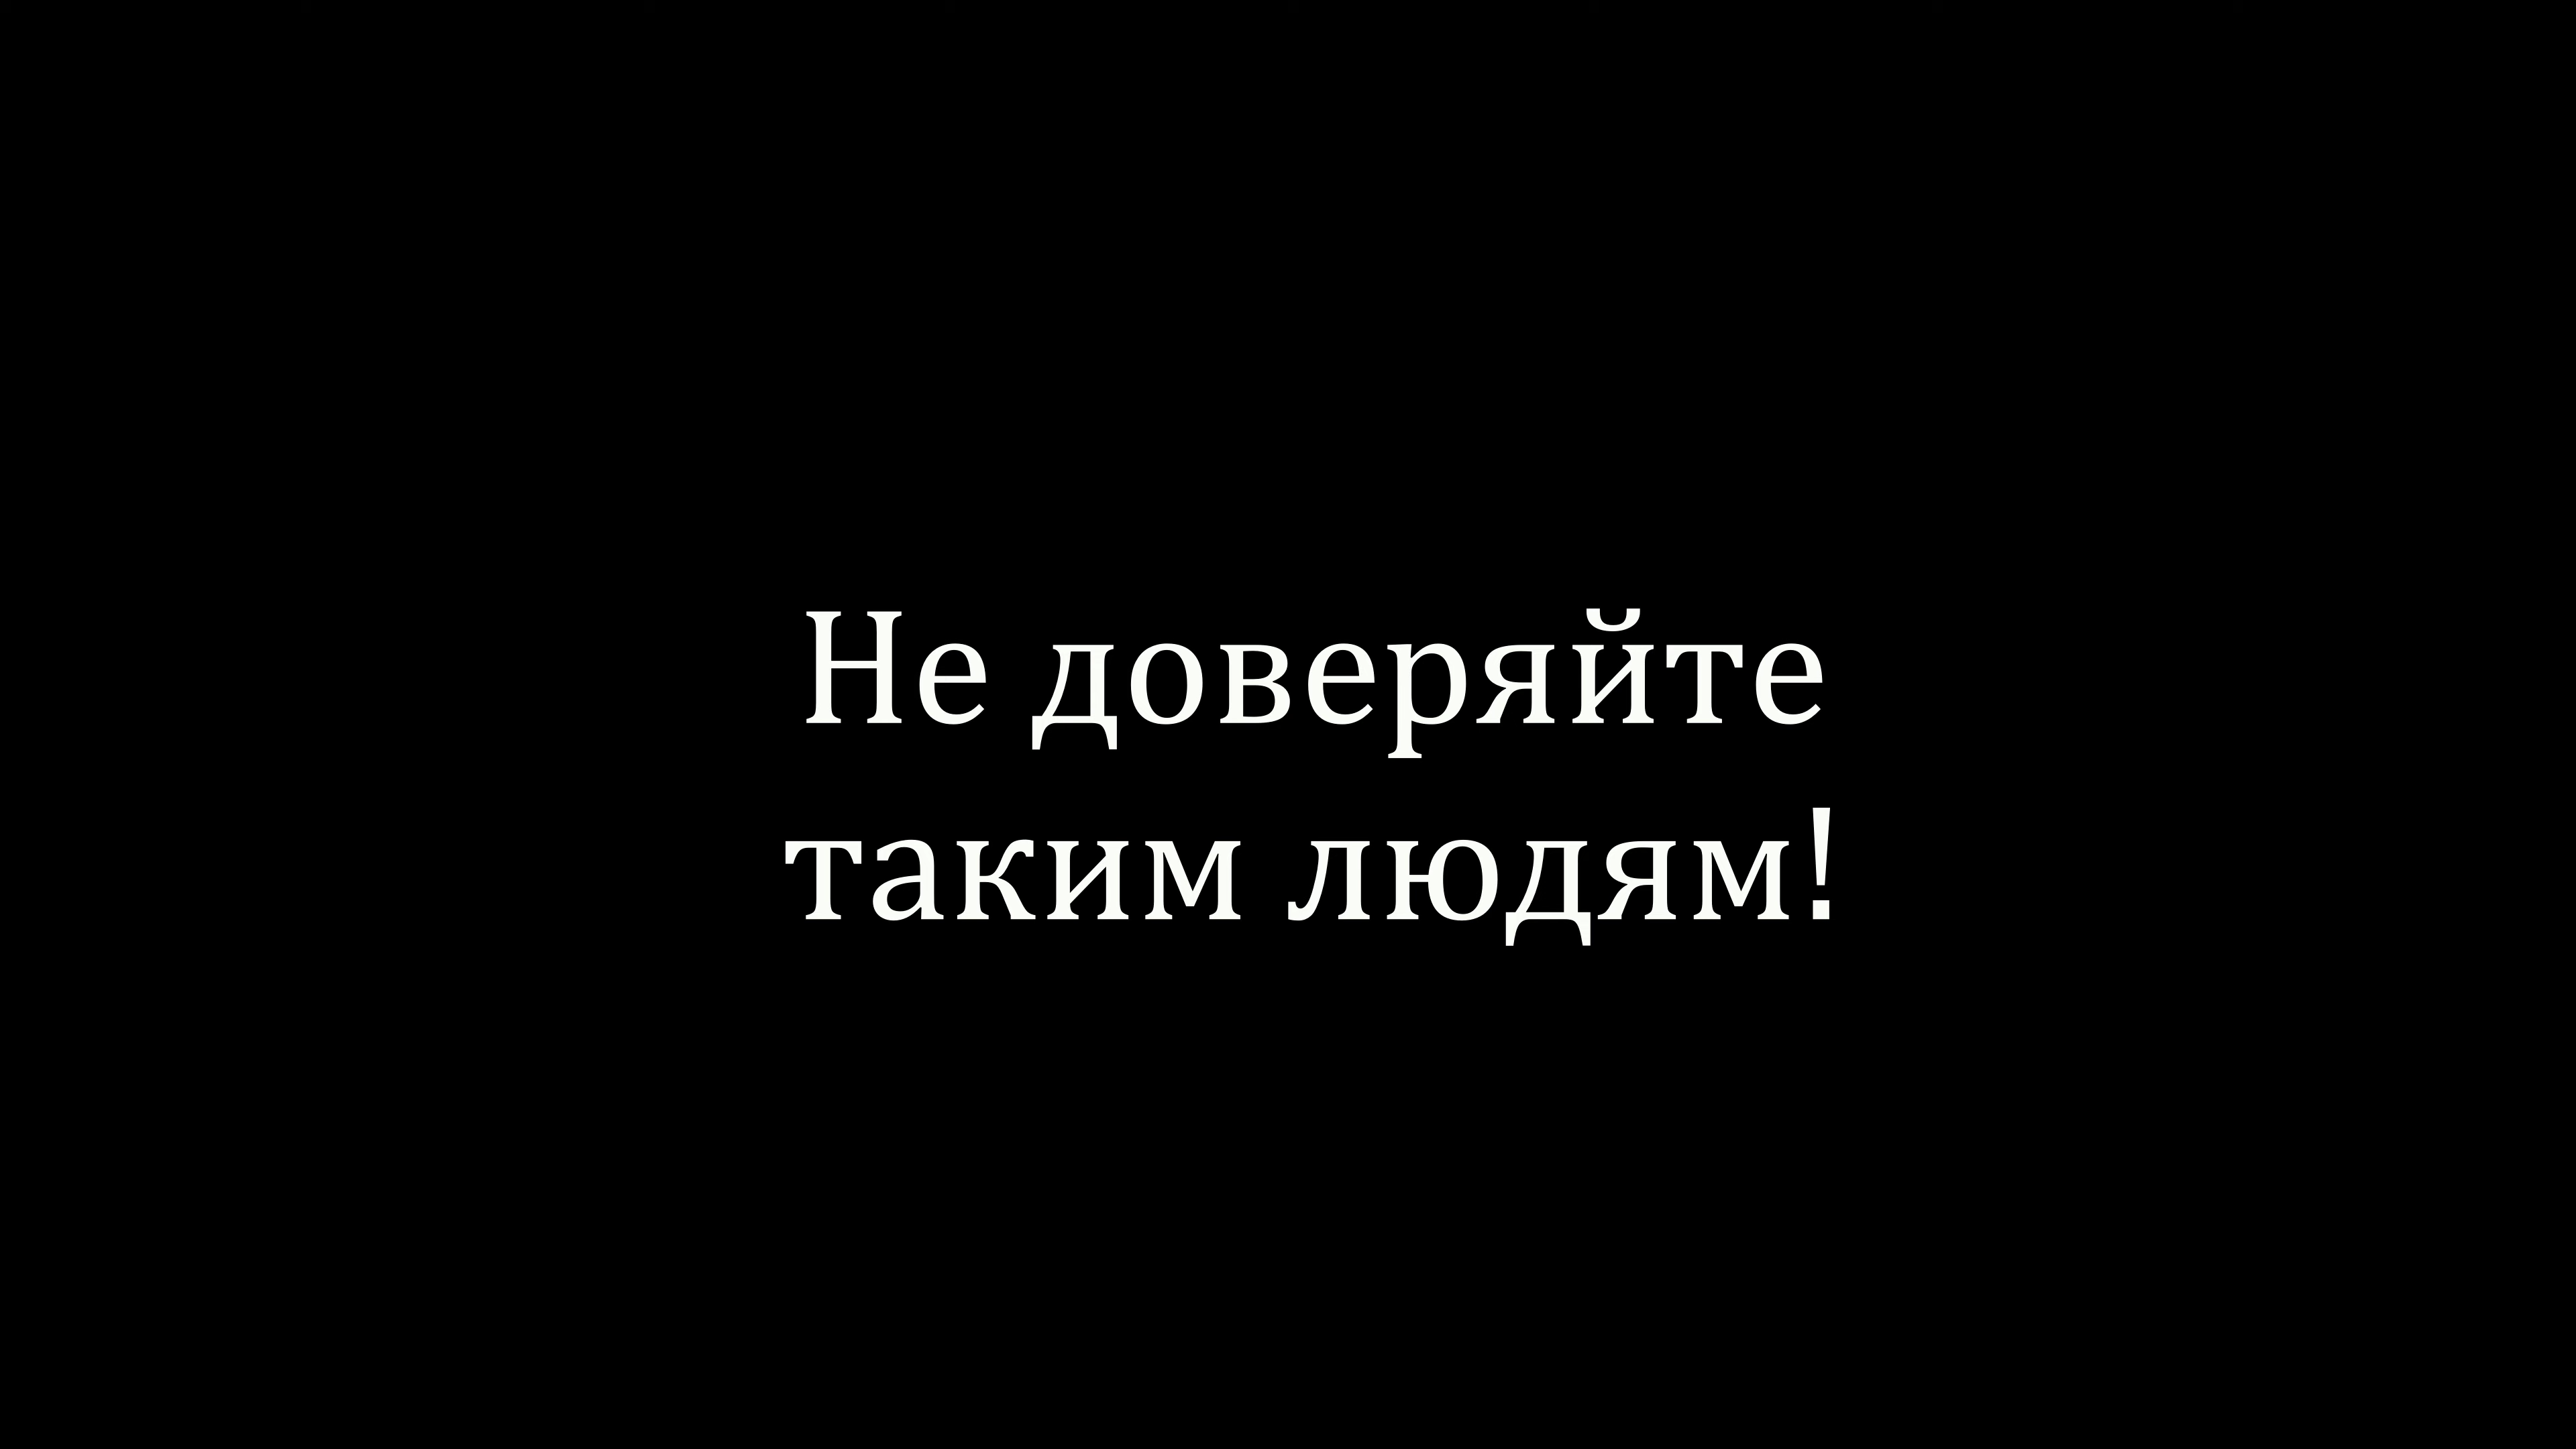 Не доверяйте
таким людям!